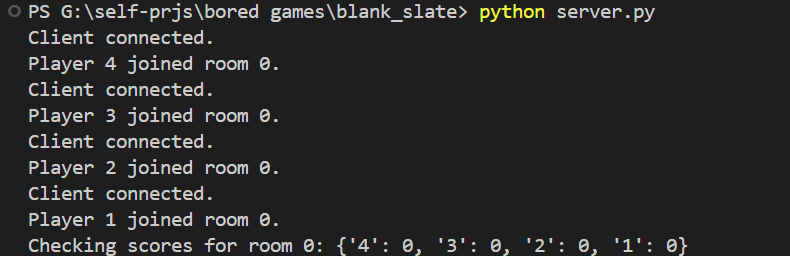 PS G:\self-prjs\bored games\blank_slate> python server.py
Client connected.
Player 4 joined room 0.
Client connected.
Player 3 joined room 0.
Client connected.
Player 2 joined room 0.
Client connected.
Player 1 joined room 0.
Checking scores for room 0: {'4': 0, '3': 0, '2': 0, '1': 0}